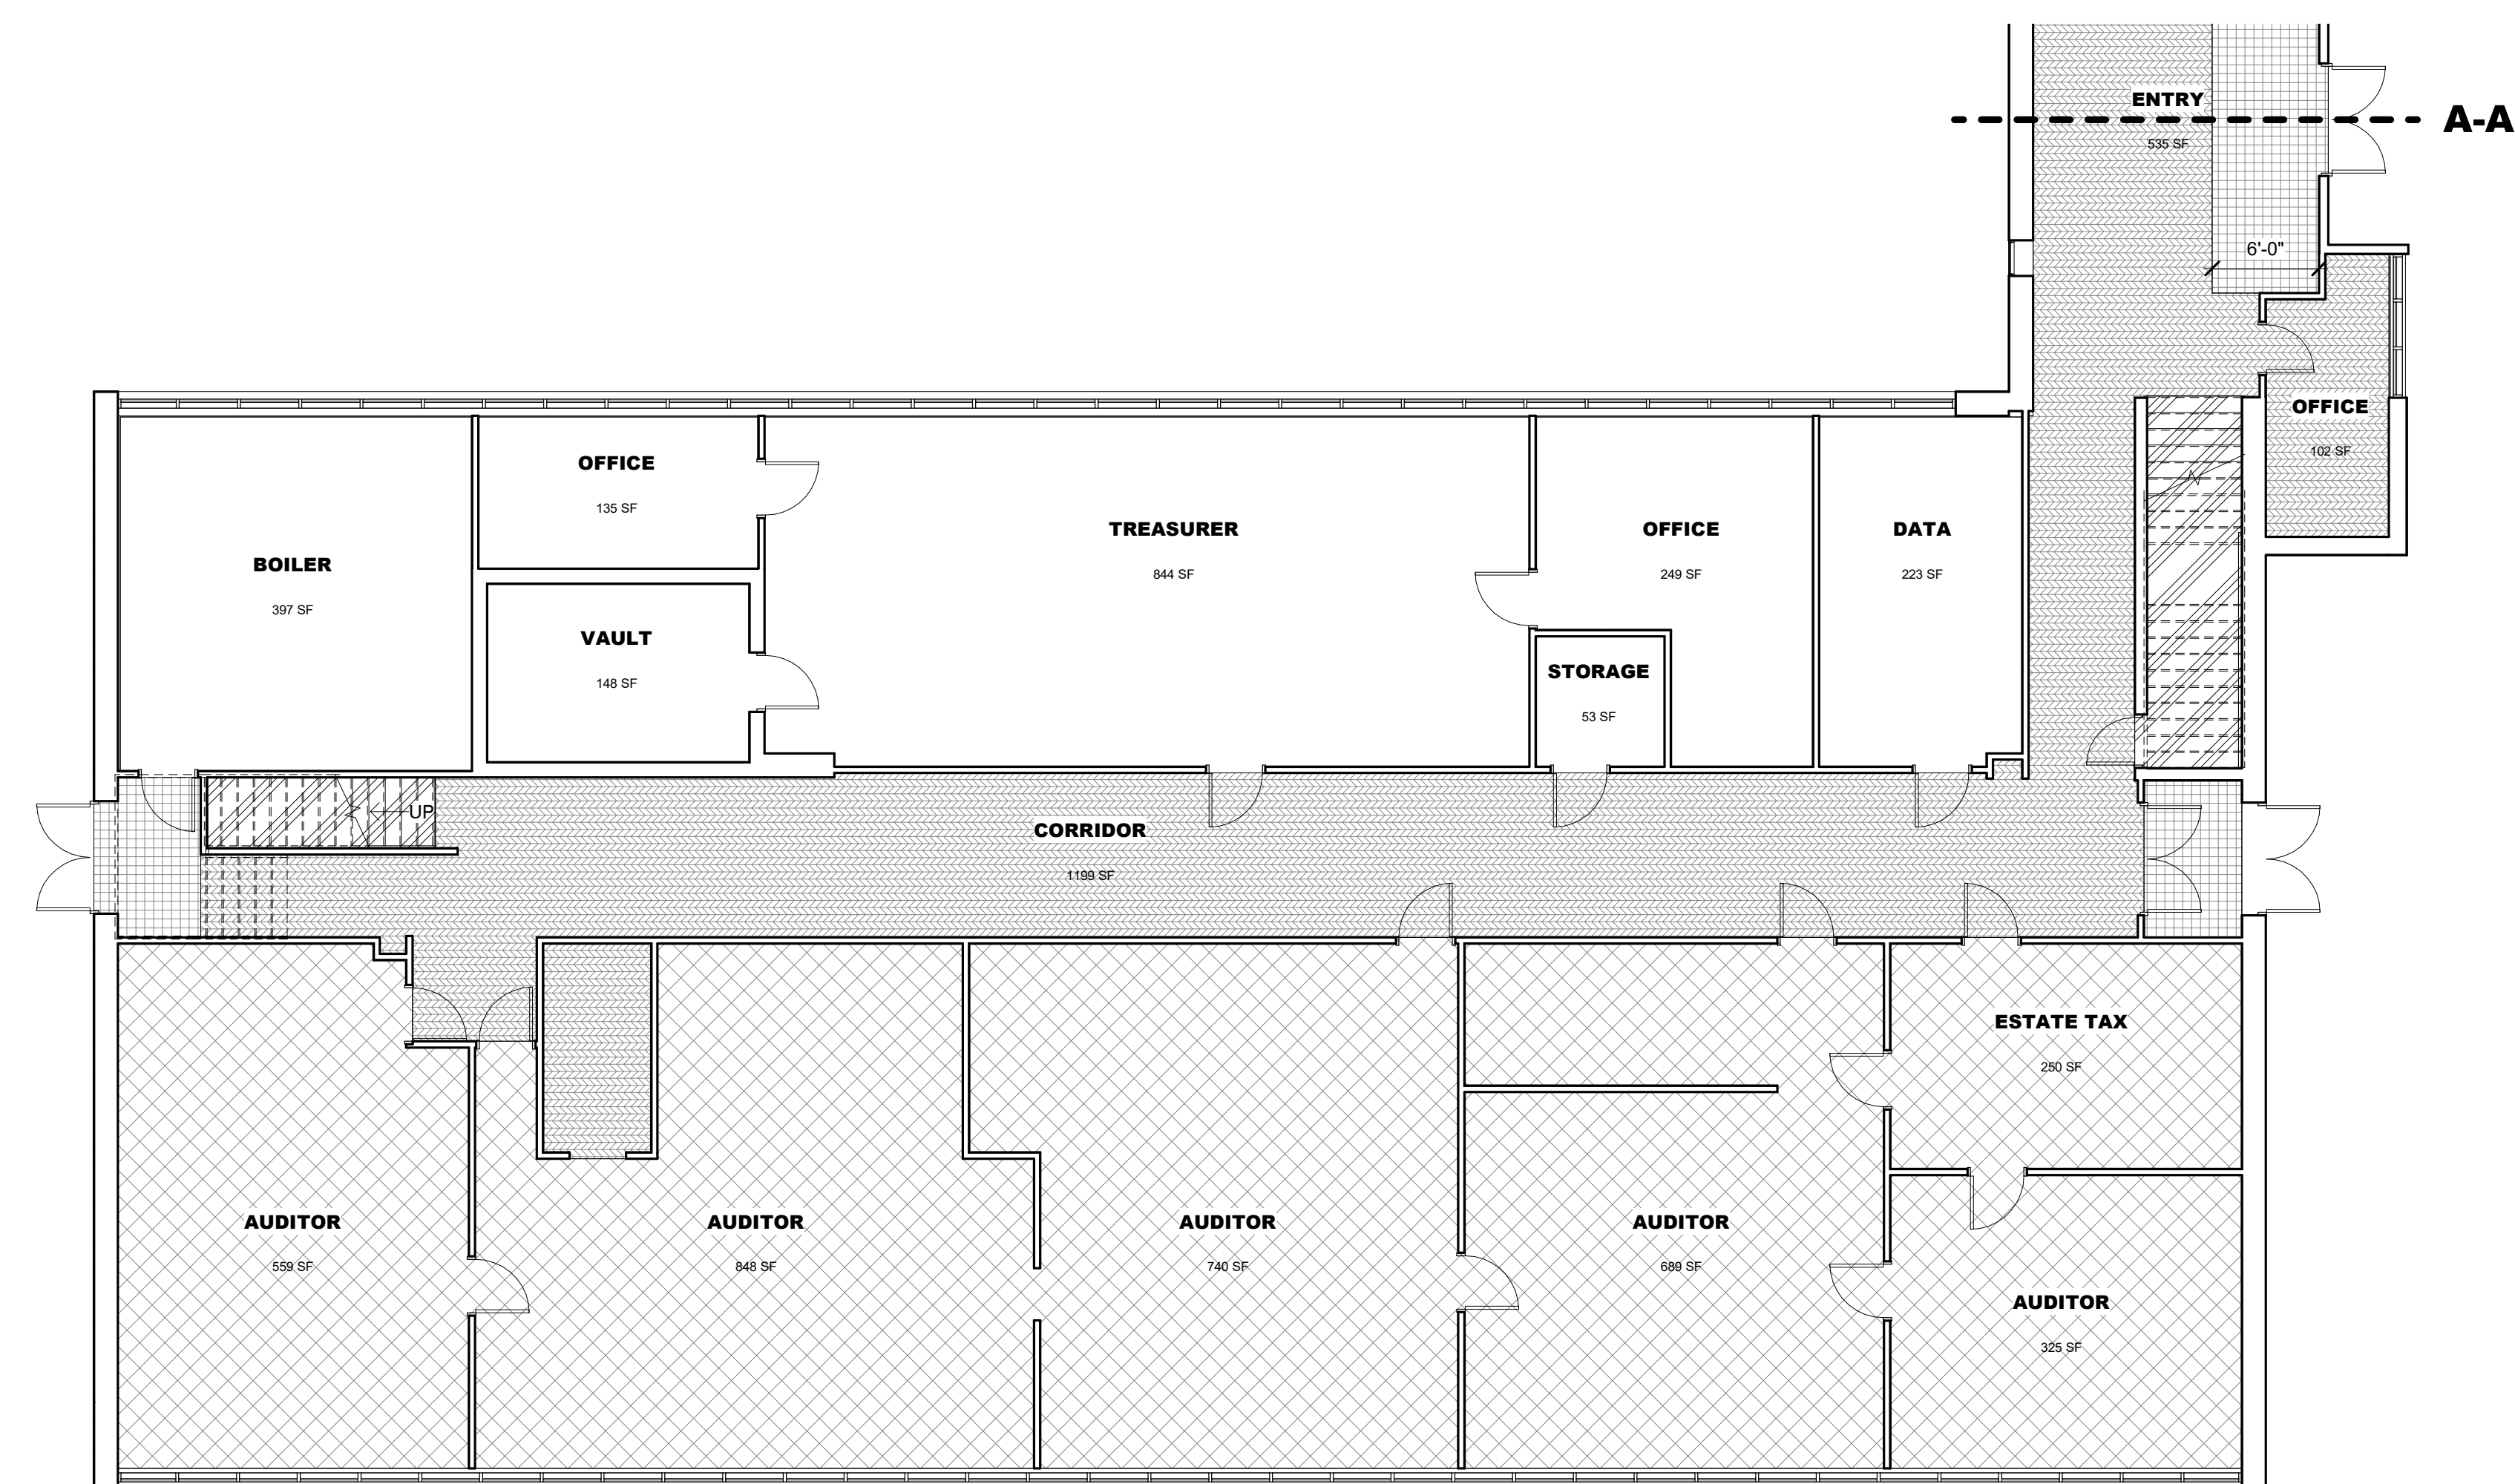 ENTRY
A-A
535 SF
6'-0"
OFFICE
102 SF
OFFICE
135 SF
TREASURER
844 SF
OFFICE
249 SF
DATA
223 SF
BOILER
397 SF
VAULT
148 SF
STORAGE
53 SF
UP
CORRIDOR
1199 SF
ESTATE TAX
250 SF
AUDITOR
559 SF
AUDITOR
848 SF
AUDITOR
740 SF
AUDITOR
689 SF
AUDITOR
325 SF